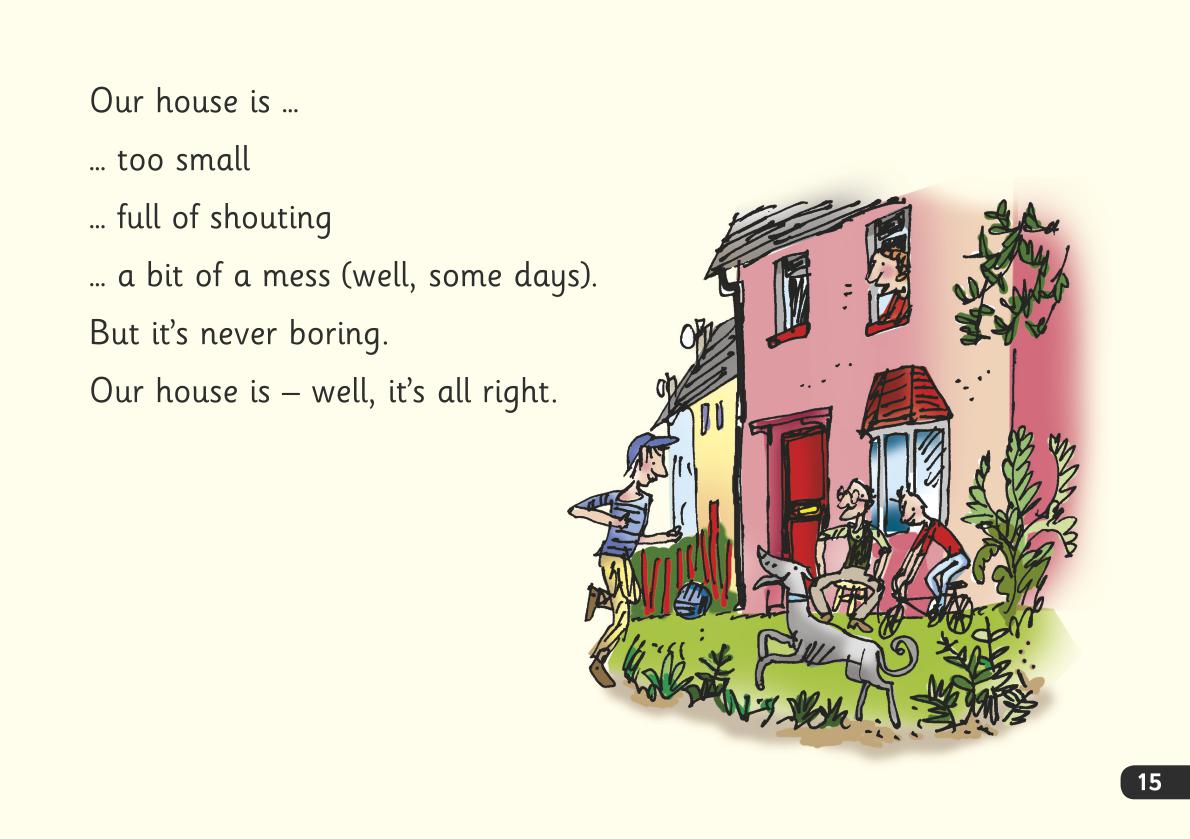 Our house is ...
... too small
... full of shouting
... a bit of a mess (well, some days).
But it’s never boring.
Our house is – well, it’s all right.
15